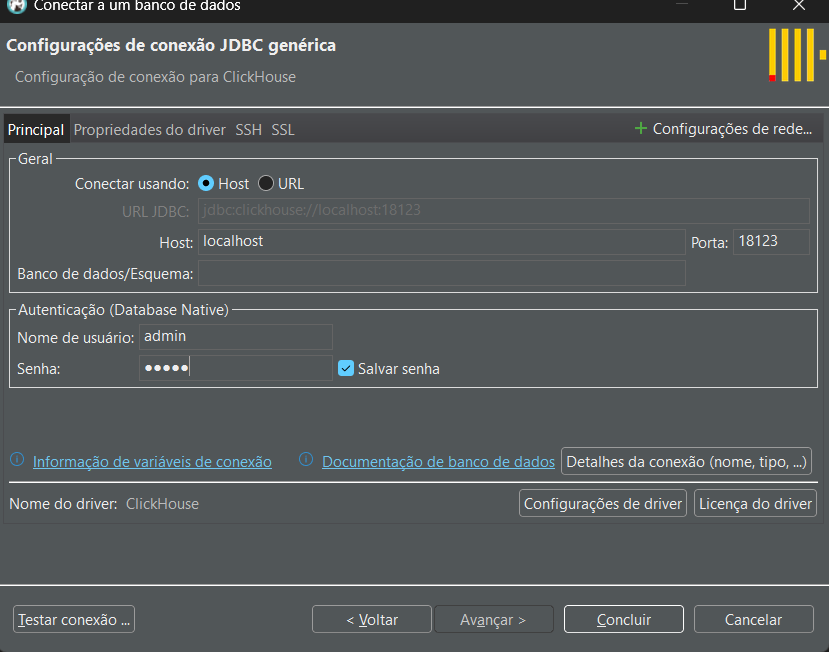 Conectar a um banco de dados
Configurações de conexão JDBC genérica
Configuração de conexão para ClickHouse
Principal Propriedades do driver SSH SSL + Configurações de rede...
Geral
Conectar usando: Host URL
URL JDBC: jdbc:clickhouse://localhost:18123
Host: localhost Porta: 18123
Banco de dados/Esquema:
Autenticação (Database Native)
Nome de usuário: admin
Senha: ●●●●● Salvar senha
Informação de variáveis de conexão Documentação de banco de dados Detalhes da conexão (nome, tipo, ...)
Nome do driver: ClickHouse Configurações de driver Licença do driver
Testar conexão ... < Voltar Avançar > Concluir Cancelar